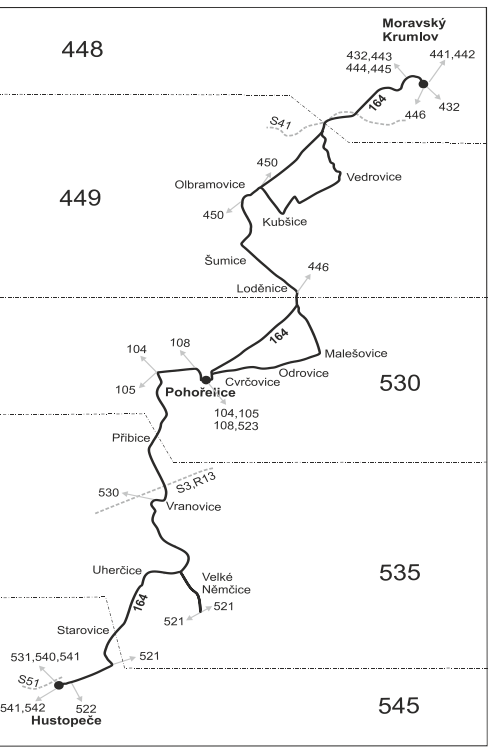 Moravský
Krumlov
448
432,443
444,445
441,442
164
446
432
S41
450
Vedrovice
Olbramovice
449
450
Kubšice
Šumice
446
Loděnice
164
104
108
Malešovice
Odrovice
Cvrčovice
530
105
Pohořelice
104,105
108,523
Přibice
S3,R13
530
Vranovice
Uherčice
Velké
Němčice
535
164
521
521
Starovice
531,540,541
521
S51
541,542
522
545
Hustopeče